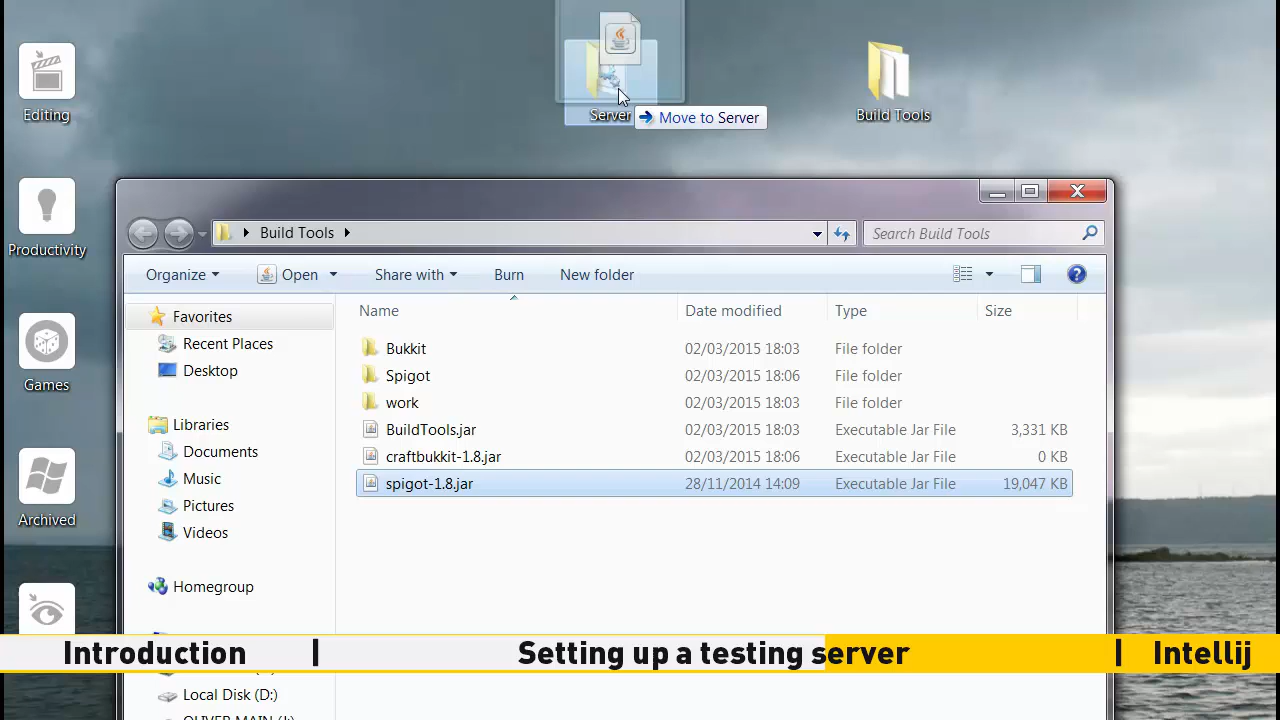 Editing
Server
Move to Server
Build Tools
Productivity
Games
Archived
Build Tools
Search Build Tools
Organize
Open
Share with
Burn
New folder
Favorites
Recent Places
Desktop
Libraries
Documents
Music
Pictures
Videos
Homegroup
Local Disk (D:)
Name Date modified Type Size
Bukkit 02/03/2015 18:03 File folder
Spigot 02/03/2015 18:06 File folder
work 02/03/2015 18:03 File folder
BuildTools.jar 02/03/2015 18:03 Executable Jar File 3,331 KB
craftbukkit-1.8.jar 02/03/2015 18:06 Executable Jar File 0 KB
spigot-1.8.jar 28/11/2014 14:09 Executable Jar File 19,047 KB
Introduction | Setting up a testing server | Intellij